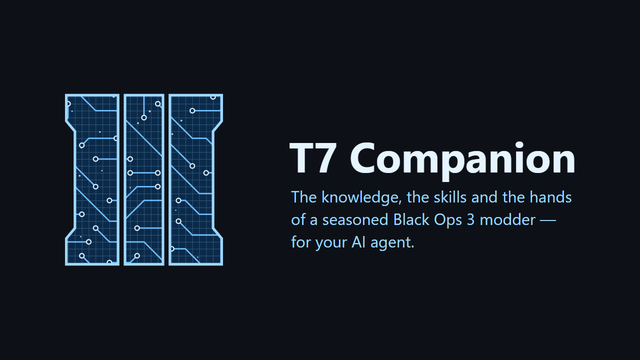 T7 Companion
The knowledge, the skills and the hands
of a seasoned Black Ops 3 modder —
for your AI agent.